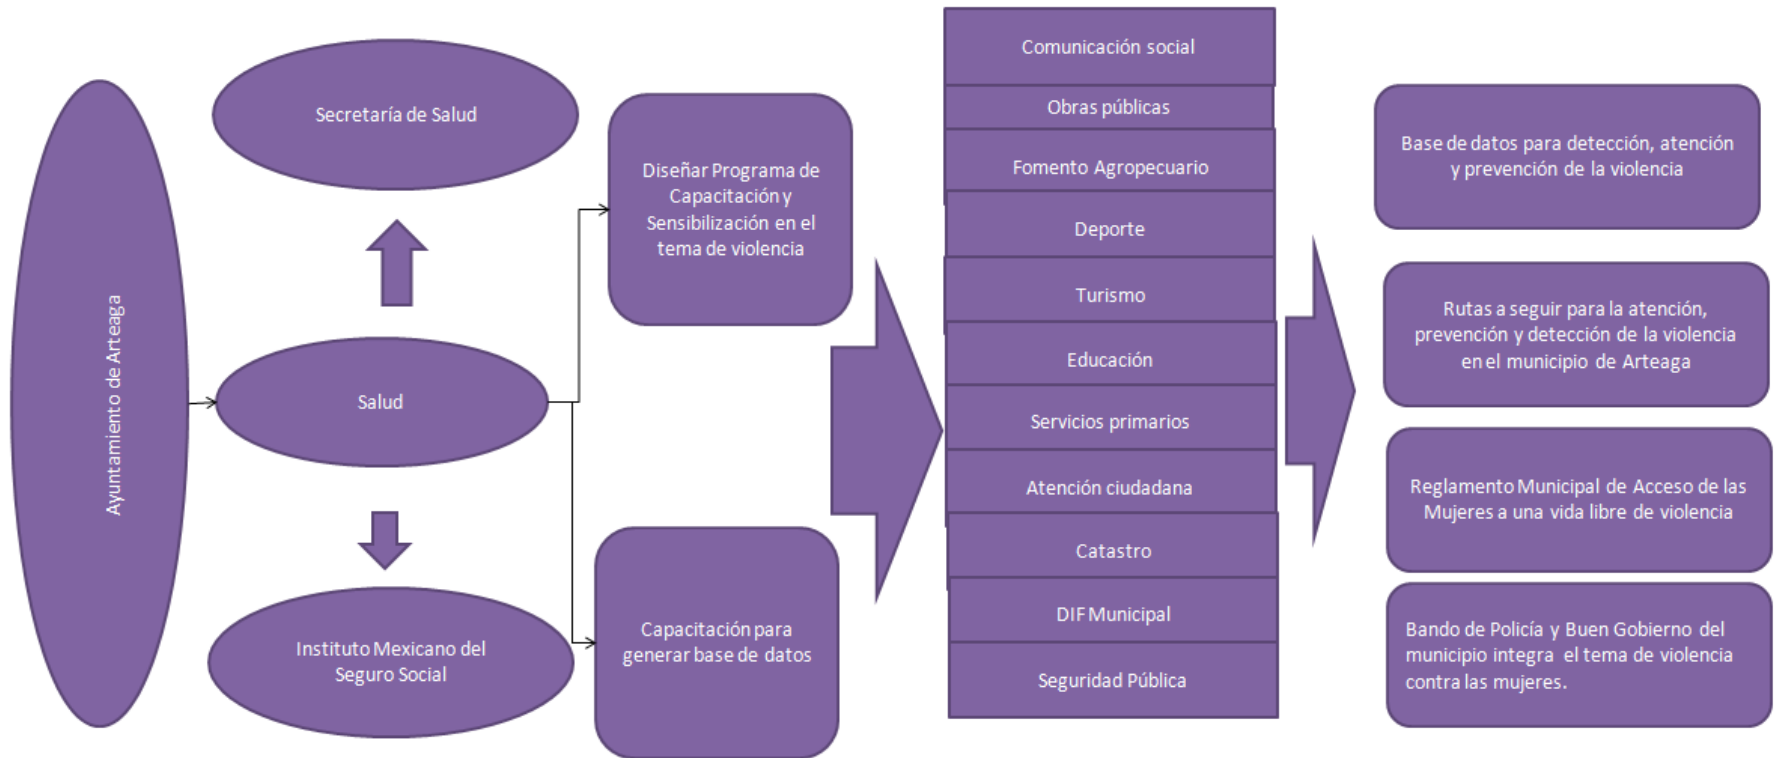 Ayuntamiento de Arteaga
Secretaría de Salud
Salud
Instituto Mexicano del
Seguro Social
Diseñar Programa de
Capacitación y
Sensibilización en el
tema de violencia
Capacitación para
generar base de datos
Comunicación social
Obras públicas
Fomento Agropecuario
Deporte
Turismo
Educación
Servicios primarios
Atención ciudadana
Catastro
DIF Municipal
Seguridad Pública
Base de datos para detección, atención
y prevención de la violencia
Rutas a seguir para la atención,
prevención y detección de la violencia
en el municipio de Arteaga
Reglamento Municipal de Acceso de las
Mujeres a una vida libre de violencia
Bando de Policía y Buen Gobierno del
municipio integra el tema de violencia
contra las mujeres.